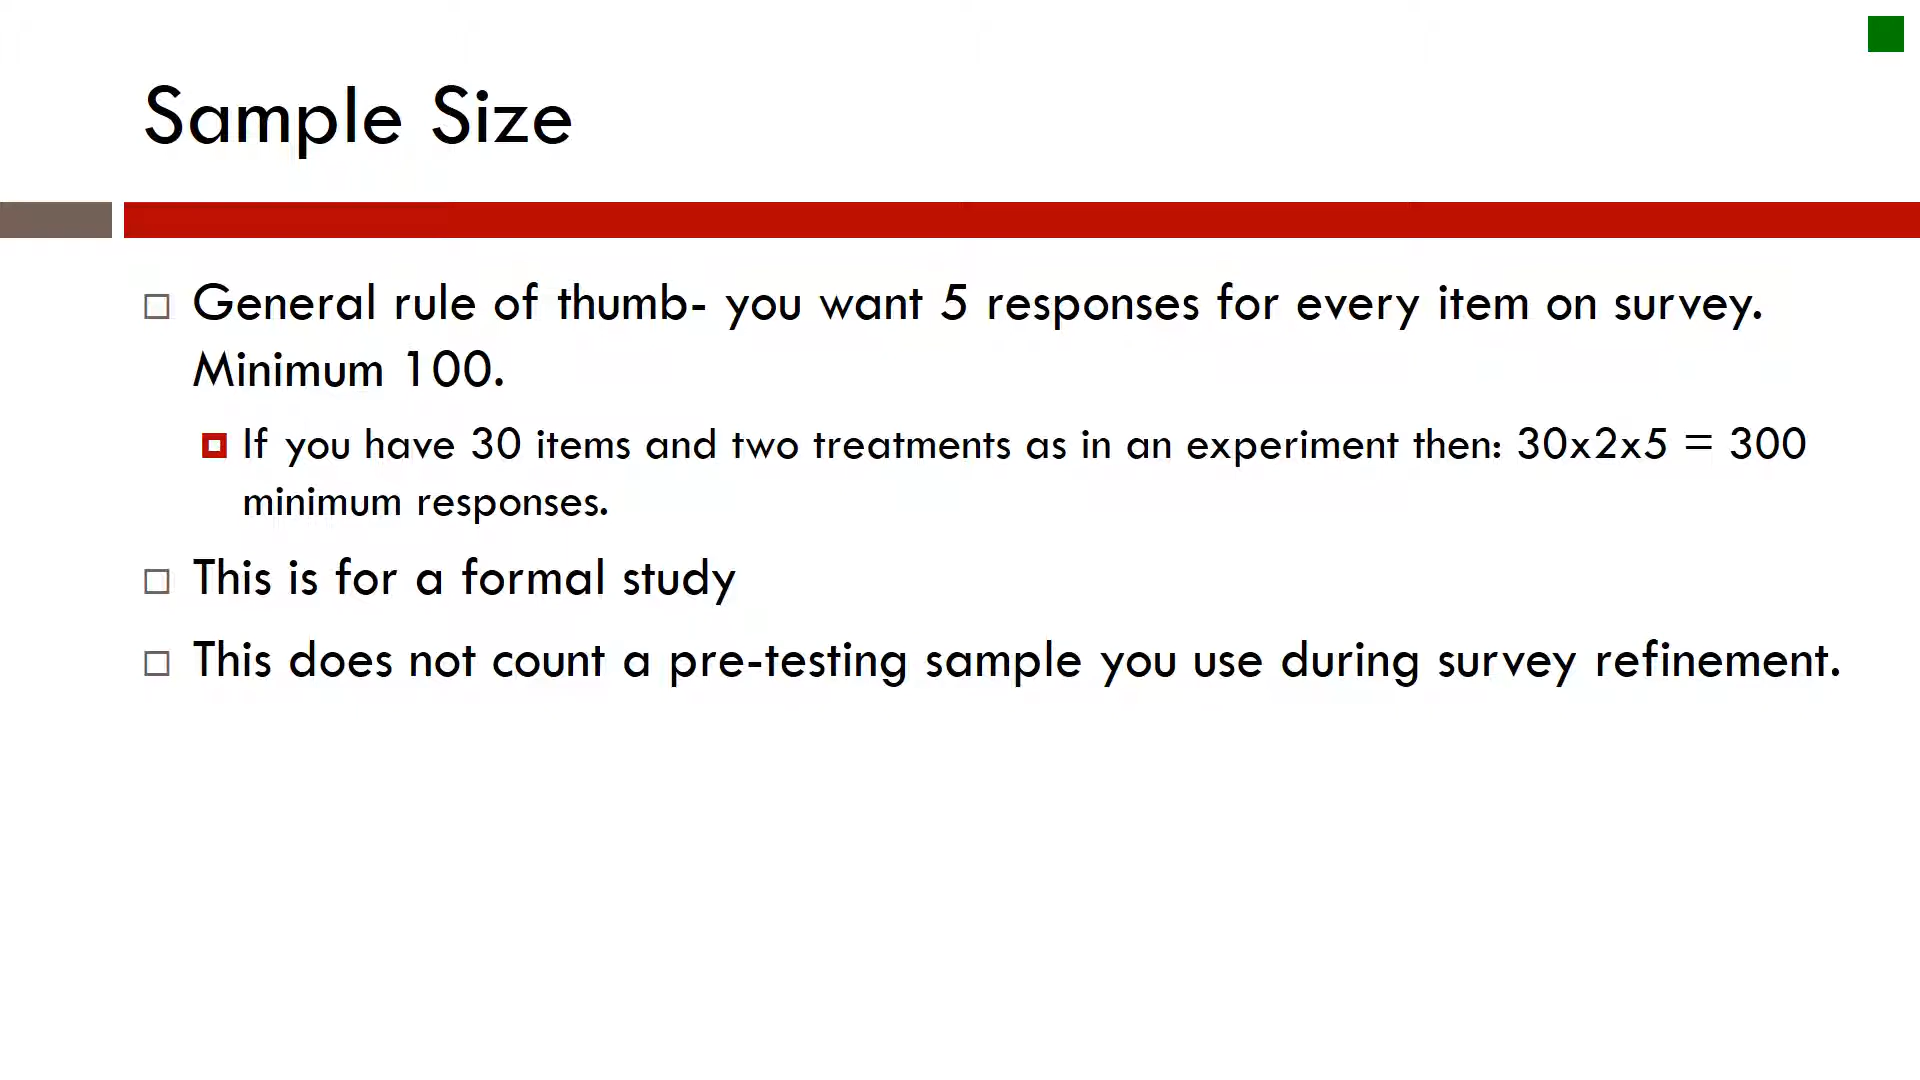 Sample Size
General rule of thumb- you want 5 responses for every item on survey.
Minimum 100.
If you have 30 items and two treatments as in an experiment then: 30x2x5 = 300
minimum responses.
This is for a formal study
This does not count a pre-testing sample you use during survey refinement.